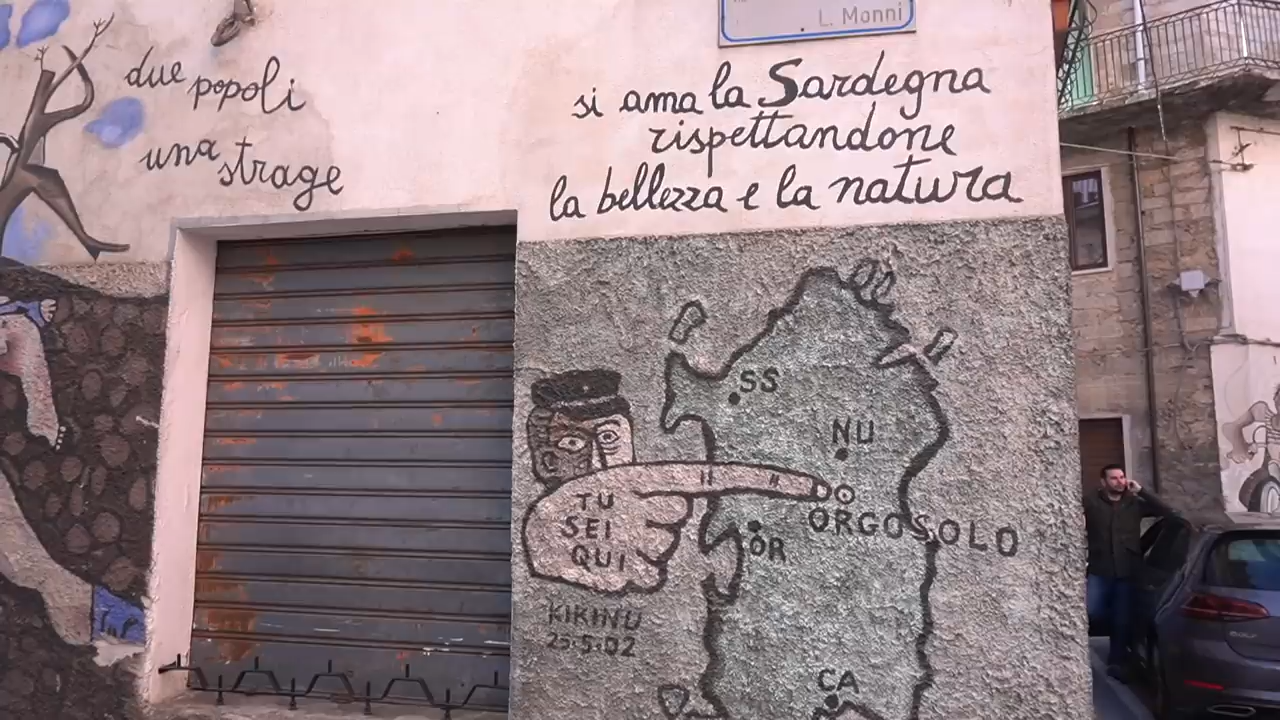 L. Monni
due popoli
una strage
si ama la Sardegna
rispettandone
la bellezza e la natura
SS
NU
TU
SEI
QUI
ORGOSOLO
OR
KIKINU
25.5.02
CA
GOLF